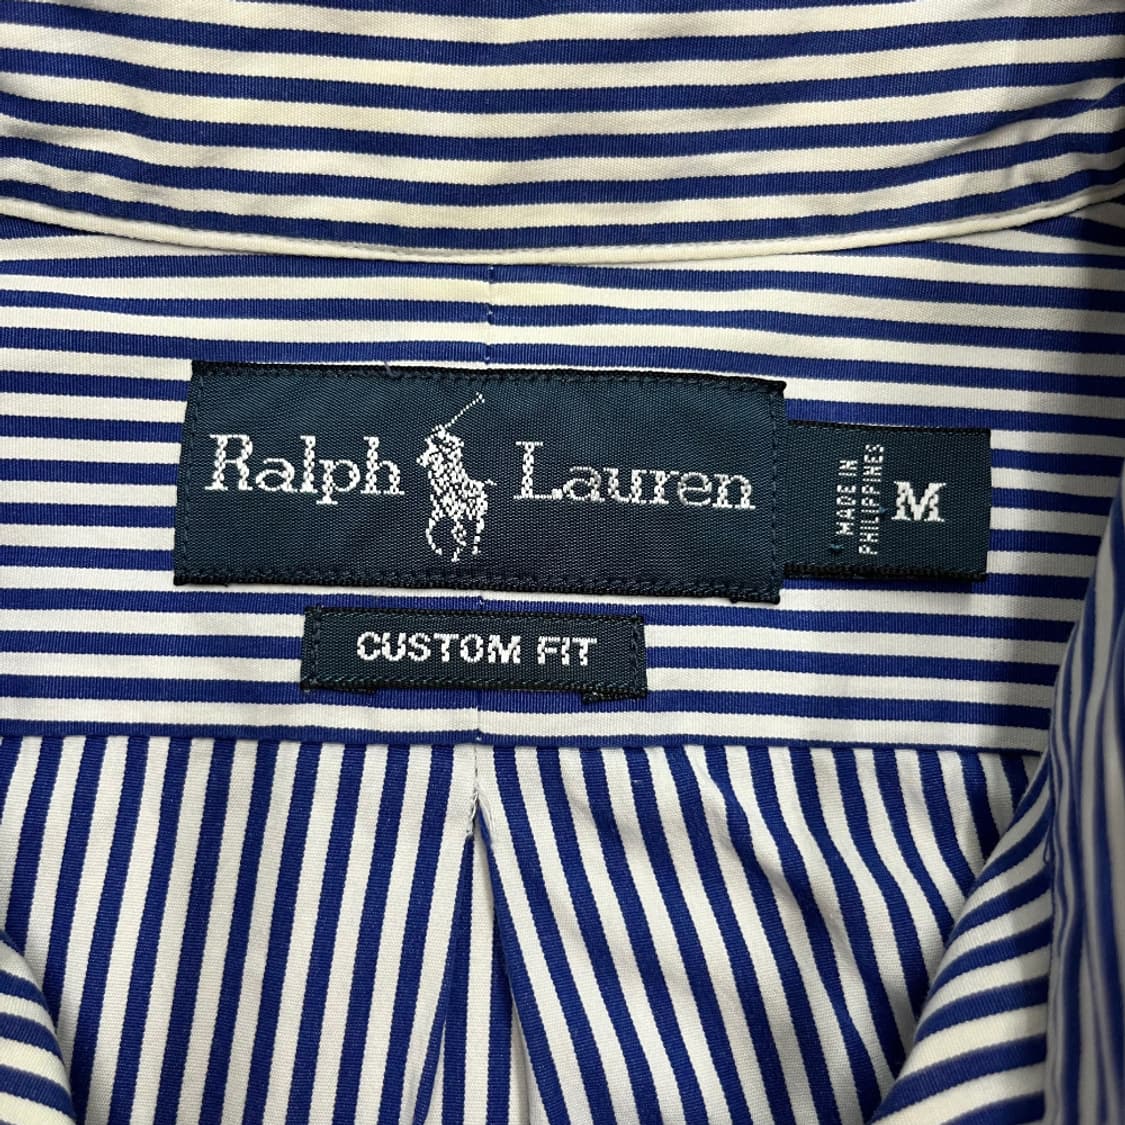 Ralph Lauren
MADE IN
PHILIPPINES
M
CUSTOM FIT